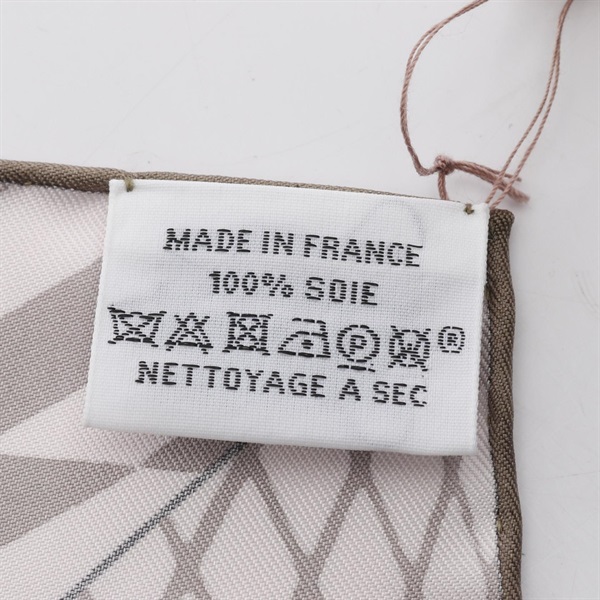 MADE IN FRANCE
100% SOIE
P W ®
NETTOYAGE A SEC